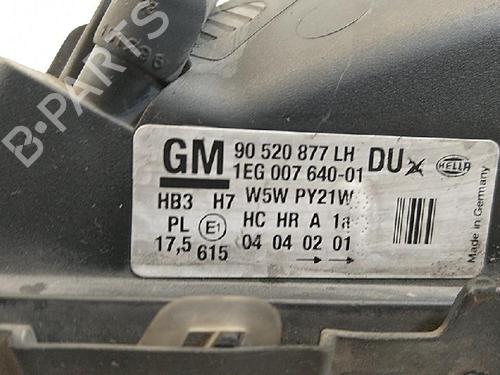 B-PARTS
GM
90 520 877 LH DU
1EG 007 640-01
HELLA
HB3 H7 W5W PY21W
PL E1 HC HR A 1a
17,5 615 04 04 02 01
Made in Germany